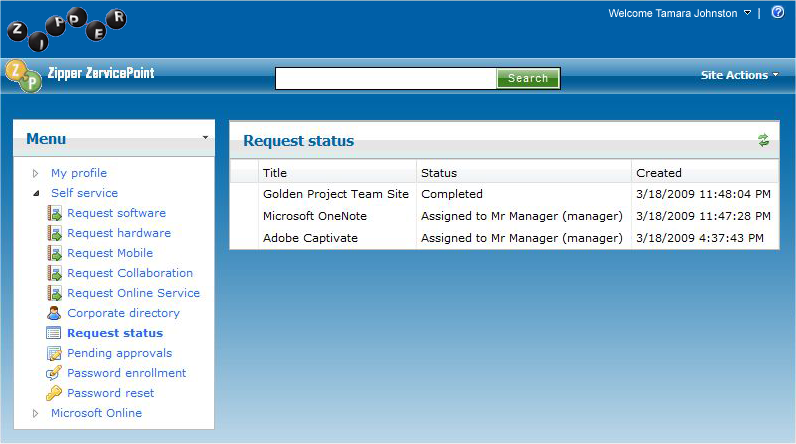 ZIPPER
Welcome Tamara Johnston |
Zipper ZervicePoint
Search
Site Actions
Menu
My profile
Self service
Request software
Request hardware
Request Mobile
Request Collaboration
Request Online Service
Corporate directory
Request status
Pending approvals
Password enrollment
Password reset
Microsoft Online
Request status
Title Status Created
Golden Project Team Site Completed 3/18/2009 11:48:04 PM
Microsoft OneNote Assigned to Mr Manager (manager) 3/18/2009 11:47:28 PM
Adobe Captivate Assigned to Mr Manager (manager) 3/18/2009 4:37:43 PM